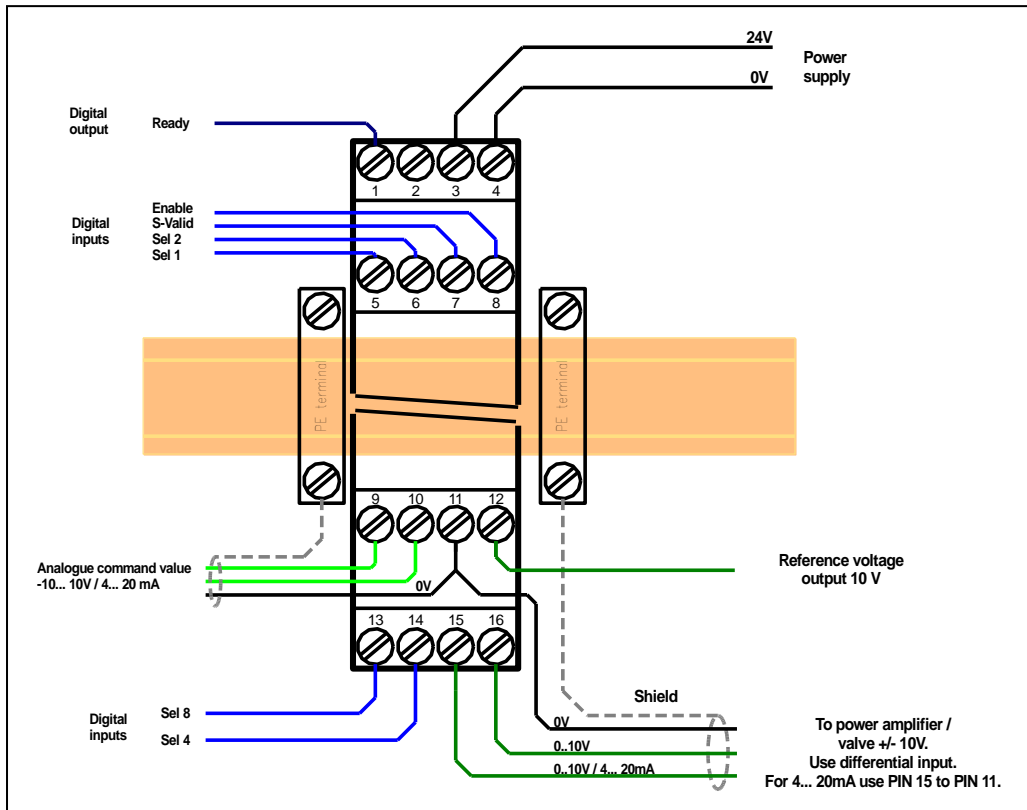 24V
Power
supply
0V
Digital
output
Ready
1 2 3 4
Digital
inputs
Enable
S-Valid
Sel 2
Sel 1
5 6 7 8
PE terminal
PE terminal
9 10 11 12
Analogue command value
-10... 10V / 4... 20 mA
0V
Reference voltage
output 10 V
13 14 15 16
Digital
inputs
Sel 8
Sel 4
Shield
0V
0..10V
0..10V / 4... 20mA
To power amplifier /
valve +/- 10V.
Use differential input.
For 4... 20mA use PIN 15 to PIN 11.